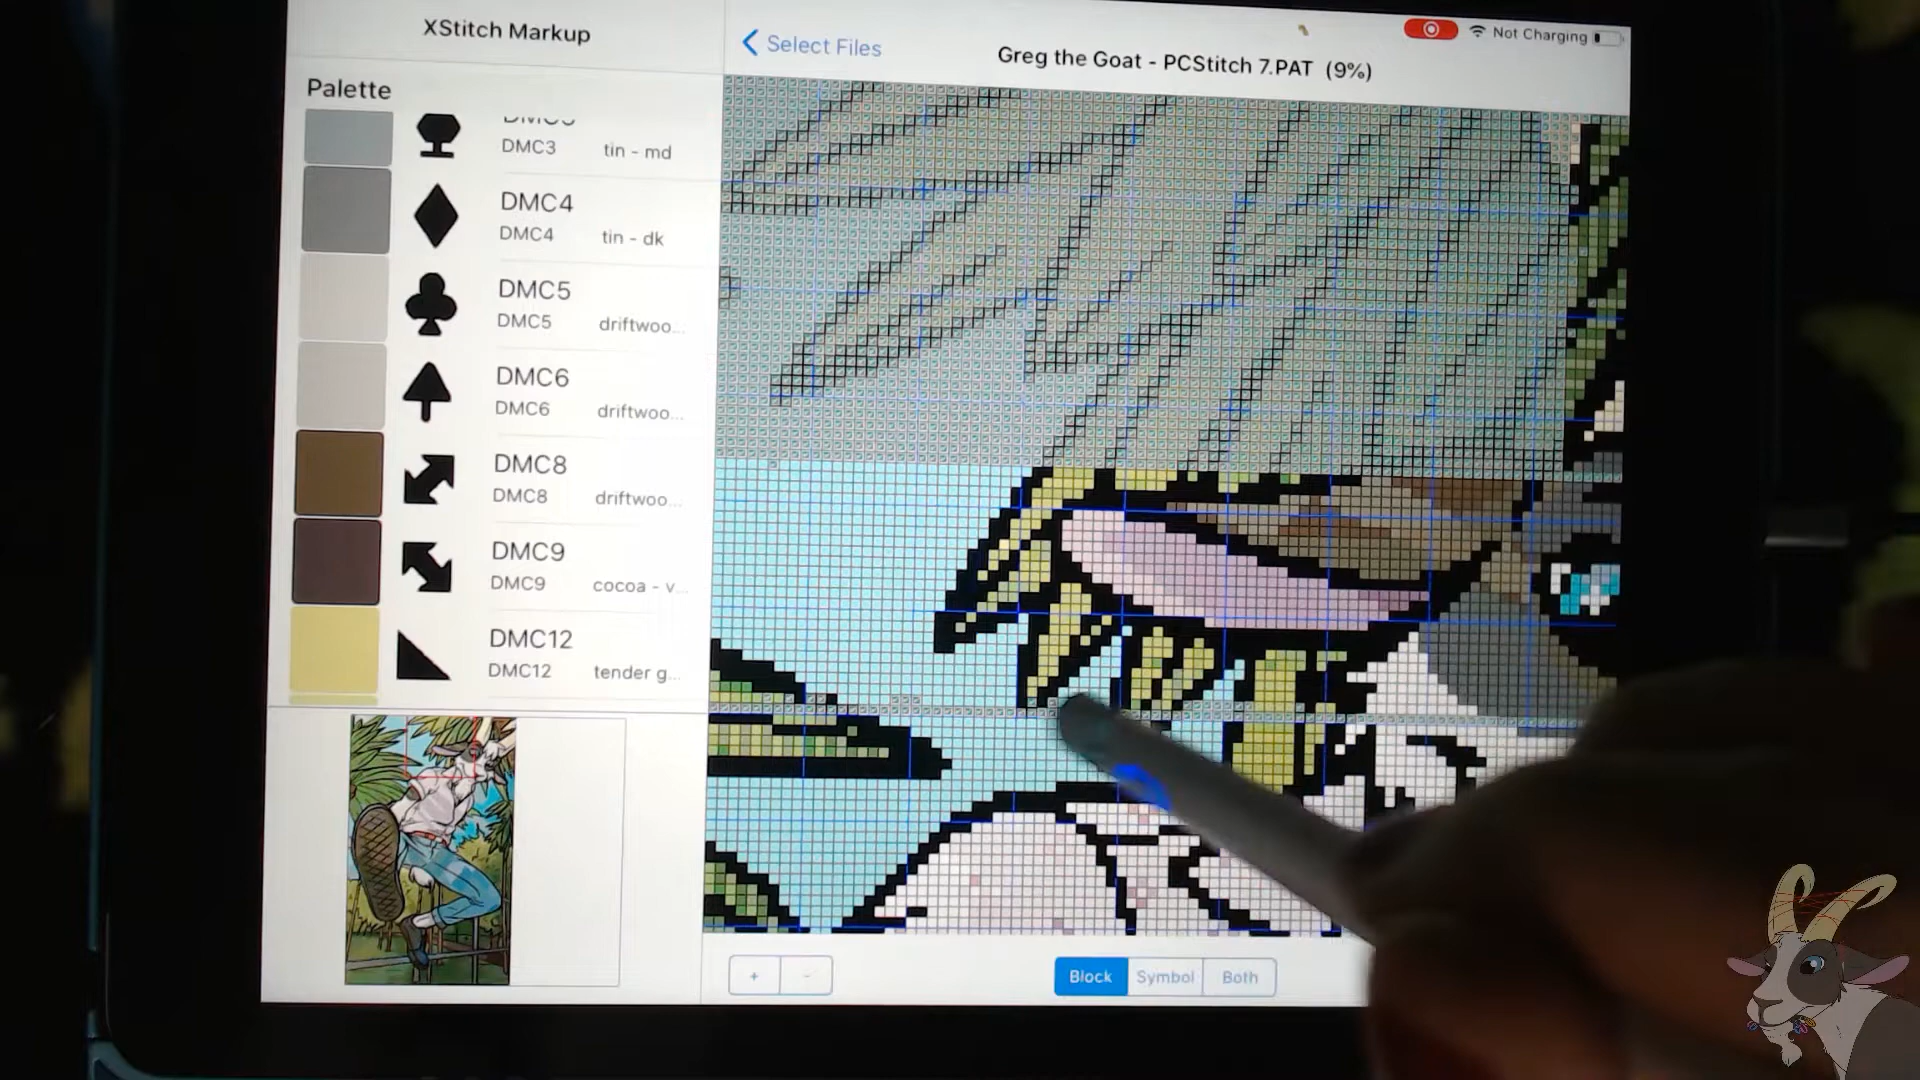 XStitch Markup
Select Files
Not Charging
Greg the Goat - PCStitch 7.PAT (9%)
Palette
DMC3 tin - md
DMC4
DMC4 tin - dk
DMC5
DMC5 driftwoo...
DMC6
DMC6 driftwoo...
DMC8
DMC8 driftwoo...
DMC9
DMC9 cocoa - v...
DMC12
DMC12 tender g...
+ -
Block Symbol Both